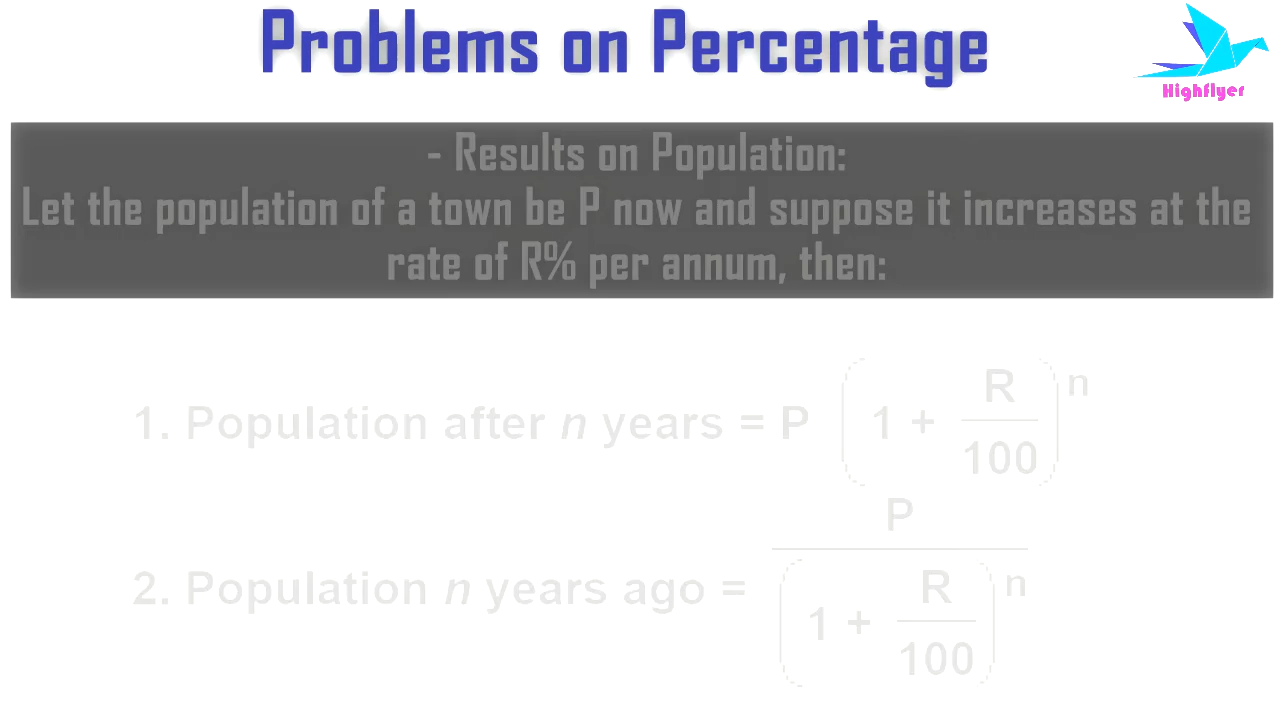 Problems on Percentage
Highflyer
- Results on Population:
Let the population of a town be P now and suppose it increases at the
rate of R% per annum, then:
1. Population after n years = P (1 + R/100)^n
2. Population n years ago = P/(1 + R/100)^n